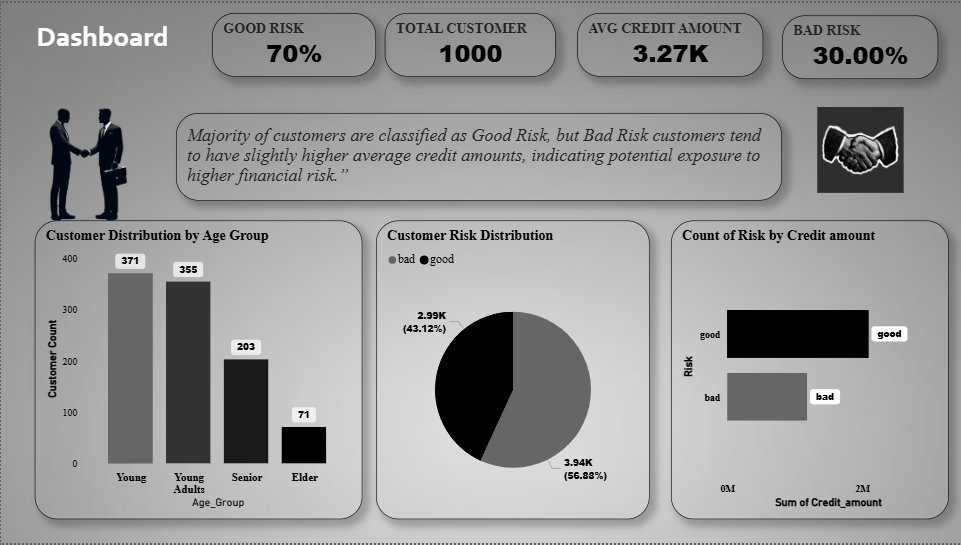 Dashboard
GOOD RISK
70%
TOTAL CUSTOMER
1000
AVG CREDIT AMOUNT
3.27K
BAD RISK
30.00%
Majority of customers are classified as Good Risk, but Bad Risk customers tend
to have slightly higher average credit amounts, indicating potential exposure to
higher financial risk.”
Customer Distribution by Age Group
400
300
200
100
0
Customer Count
371
355
203
71
Young
Young
Adults
Senior
Elder
Age_Group
Customer Risk Distribution
bad good
2.99K
(43.12%)
3.94K
(56.88%)
Count of Risk by Credit amount
Risk
good
good
bad
bad
0M
2M
Sum of Credit_amount